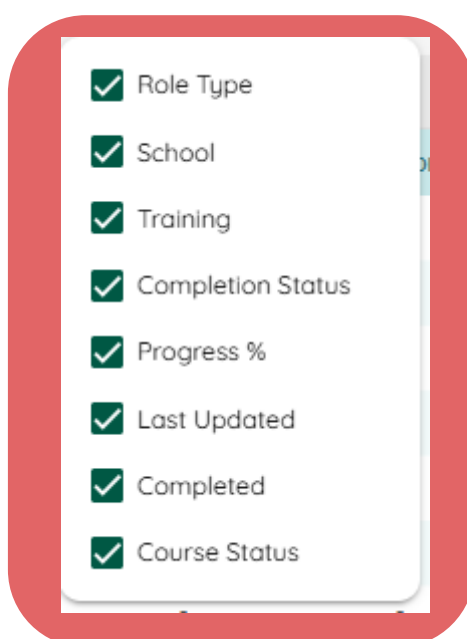 Role Type
School
Training
Completion Status
Progress %
Last Updated
Completed
Course Status